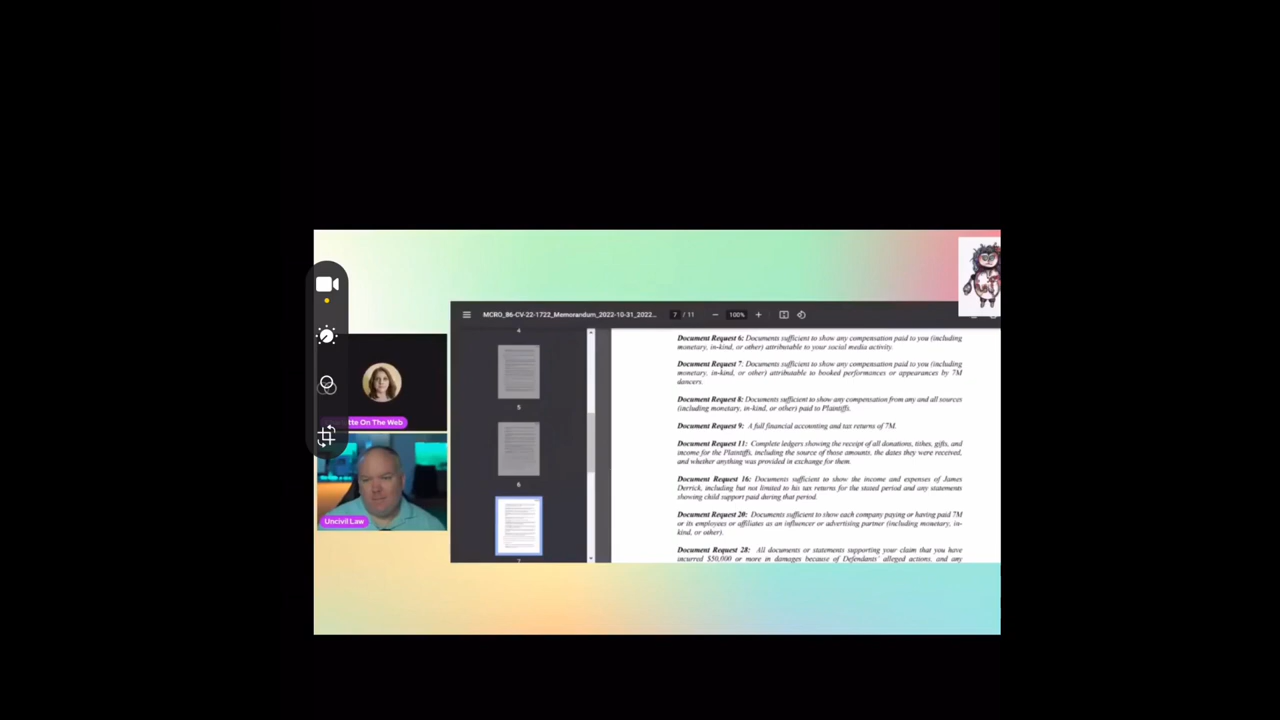 MCRO_86-CV-22-1722_Memorandum_2022-10-31_2022...
7 / 11
100%
4
5
6
Document Request 6: Documents sufficient to show any compensation paid to you (including
monetary, in-kind, or other) attributable to your social media activity.
Document Request 7: Documents sufficient to show any compensation paid to you (including
monetary, in-kind, or other) attributable to booked performances or appearances by 7M
dancers.
Document Request 8: Documents sufficient to show any compensation from any and all sources
(including monetary, in-kind, or other) paid to Plaintiffs.
Document Request 9: A full financial accounting and tax returns of 7M.
Document Request 11: Complete ledgers showing the receipt of all donations, tithes, gifts, and
income for the Plaintiffs, including the source of those amounts, the dates they were received,
and whether anything was provided in exchange for them.
Document Request 16: Documents sufficient to show the income and expenses of James
Derrick, including but not limited to his tax returns for the stated period and any statements
showing child support paid during that period.
Document Request 20: Documents sufficient to show each company paying or having paid 7M
or its employees or affiliates as an influencer or advertising partner (including monetary, in-
kind, or other).
Document Request 28: All documents or statements supporting your claim that you have
incurred $50,000 or more in damages because of Defendants' alleged actions, and any
tte On The Web
Uncivil Law